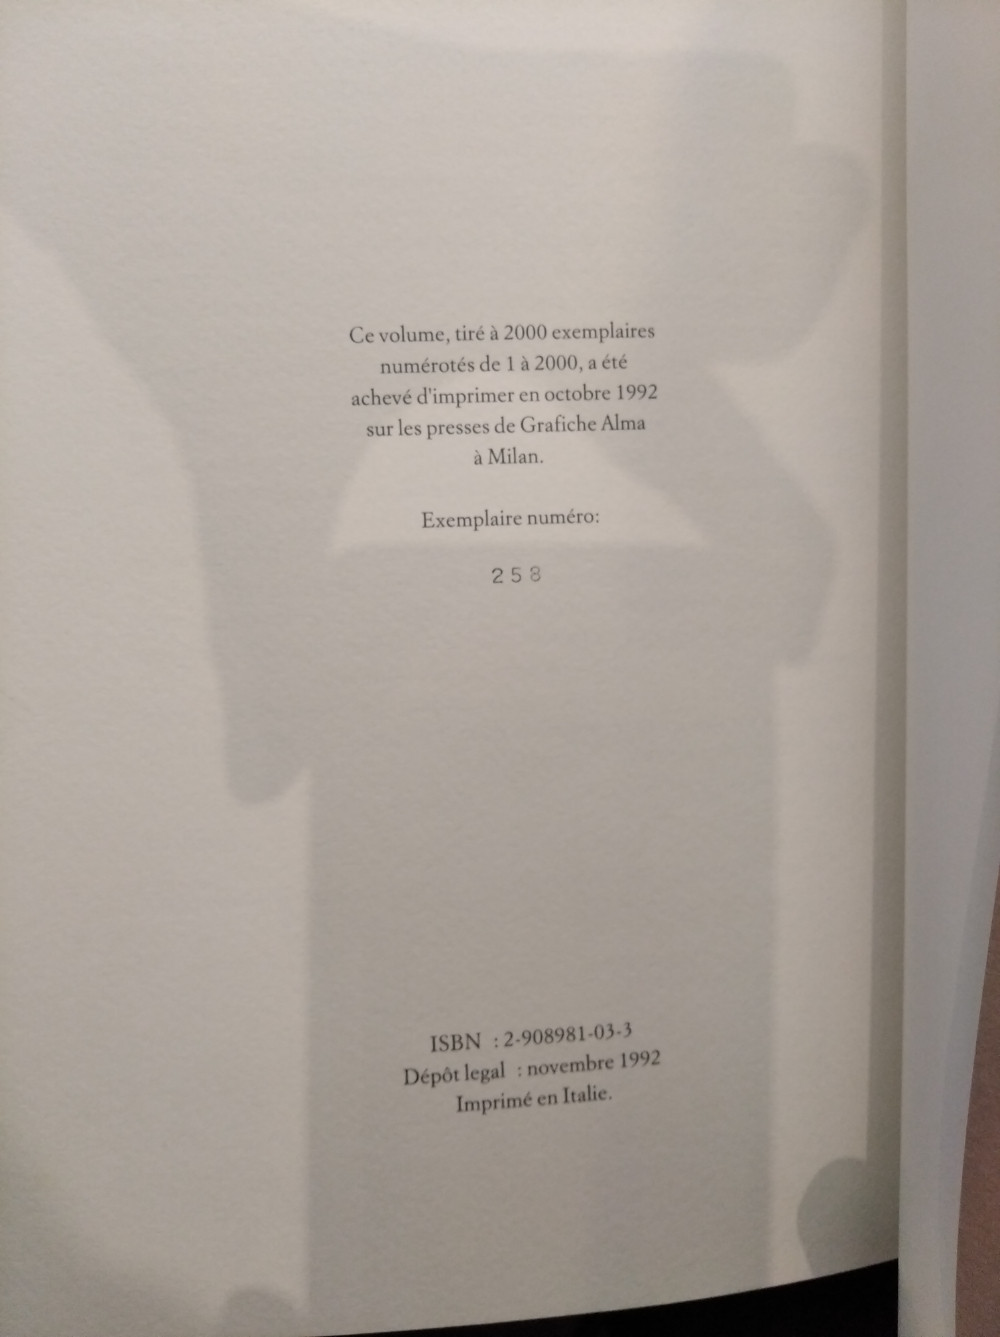 Ce volume, tiré à 2000 exemplaires
numérotés de 1 à 2000, a été
achevé d'imprimer en octobre 1992
sur les presses de Grafiche Alma
à Milan.
Exemplaire numéro:
258
ISBN : 2-908981-03-3
Dépôt legal : novembre 1992
Imprimé en Italie.